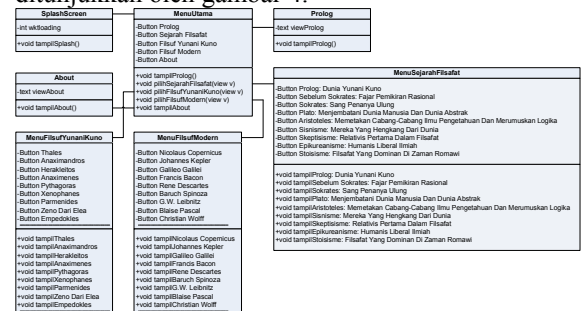 ditunjukkan oleh gambar 4.
SplashScreen
-int wktloading
+void tampilSplash()
MenuUtama
-Button Prolog
-Button Sejarah Filsafat
-Button Filsuf Yunani Kuno
-Button Filsuf Modern
-Button About
+void tampilProlog()
+void pilihSejarahFilsafat(view v)
+void pilihFilsufYunaniKuno(view v)
+void pilihFilsufModern(view v)
+void tampilAbout
Prolog
-text viewProlog
+void tampilProlog()
About
-text viewAbout
+void tampilAbout()
MenuSejarahFilsafat
-Button Prolog: Dunia Yunani Kuno
-Button Sebelum Sokrates: Fajar Pemikiran Rasional
-Button Sokrates: Sang Penanya Ulung
-Button Plato: Menjembatani Dunia Manusia Dan Dunia Abstrak
-Button Aristoteles: Memetakan Cabang-Cabang Ilmu Pengetahuan Dan Merumuskan Logika
-Button Sisnisme: Mereka Yang Hengkang Dari Dunia
-Button Skeptisisme: Relativis Pertama Dalam Filsafat
-Button Epikureanisme: Humanis Liberal Ilmiah
-Button Stoisisme: Filsafat Yang Dominan Di Zaman Romawi
+void tampilProlog: Dunia Yunani Kuno
+void tampilSebelum Sokrates: Fajar Pemikiran Rasional
+void tampilSokrates: Sang Penanya Ulung
+void tampilPlato: Menjembatani Dunia Manusia Dan Dunia Abstrak
+void tampilAristoteles: Memetakan Cabang-Cabang Ilmu Pengetahuan Dan Merumuskan Logika
+void tampilSisnisme: Mereka Yang Hengkang Dari Dunia
+void tampilSkeptisisme: Relativis Pertama Dalam Filsafat
+void tampilEpikureanisme: Humanis Liberal Ilmiah
+void tampilStoisisme: Filsafat Yang Dominan Di Zaman Romawi
MenuFilsufYunaniKuno
-Button Thales
-Button Anaximandros
-Button Herakleitos
-Button Anaximenes
-Button Pythagoras
-Button Xenophanes
-Button Parmenides
-Button Zeno Dari Elea
-Button Empedokles
+void tampilThales
+void tampilAnaximandros
+void tampilHerakleitos
+void tampilAnaximenes
+void tampilPythagoras
+void tampilXenophanes
+void tampilParmenides
+void tampilZeno Dari Elea
+void tampilEmpedokles
MenuFilsufModern
-Button Nicolaus Copernicus
-Button Johannes Kepler
-Button Galileo Galilei
-Button Francis Bacon
-Button Rene Descartes
-Button Baruch Spinoza
-Button G.W. Leibnitz
-Button Blaise Pascal
-Button Christian Wolff
+void tampilNicolaus Copernicus
+void tampilJohannes Kepler
+void tampilGalileo Galilei
+void tampilFrancis Bacon
+void tampilRene Descartes
+void tampilBaruch Spinoza
+void tampilG.W. Leibnitz
+void tampilBlaise Pascal
+void tampilChristian Wolff